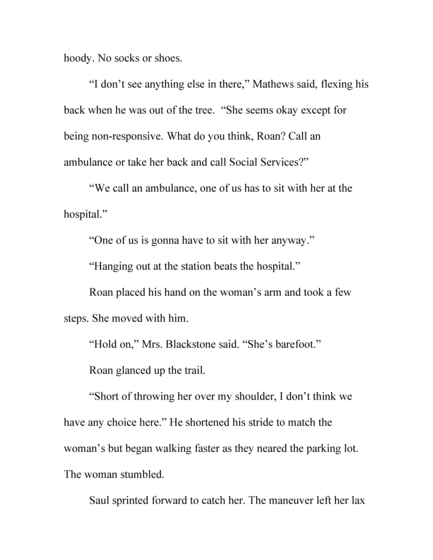 hoody. No socks or shoes.
“I don’t see anything else in there,” Mathews said, flexing his
back when he was out of the tree.  “She seems okay except for
being non-responsive. What do you think, Roan? Call an
ambulance or take her back and call Social Services?”
“We call an ambulance, one of us has to sit with her at the
hospital.”
“One of us is gonna have to sit with her anyway.”
“Hanging out at the station beats the hospital.”
Roan placed his hand on the woman’s arm and took a few
steps. She moved with him.
“Hold on,” Mrs. Blackstone said. “She’s barefoot.”
Roan glanced up the trail.
“Short of throwing her over my shoulder, I don’t think we
have any choice here.” He shortened his stride to match the
woman’s but began walking faster as they neared the parking lot.
The woman stumbled.
Saul sprinted forward to catch her. The maneuver left her lax